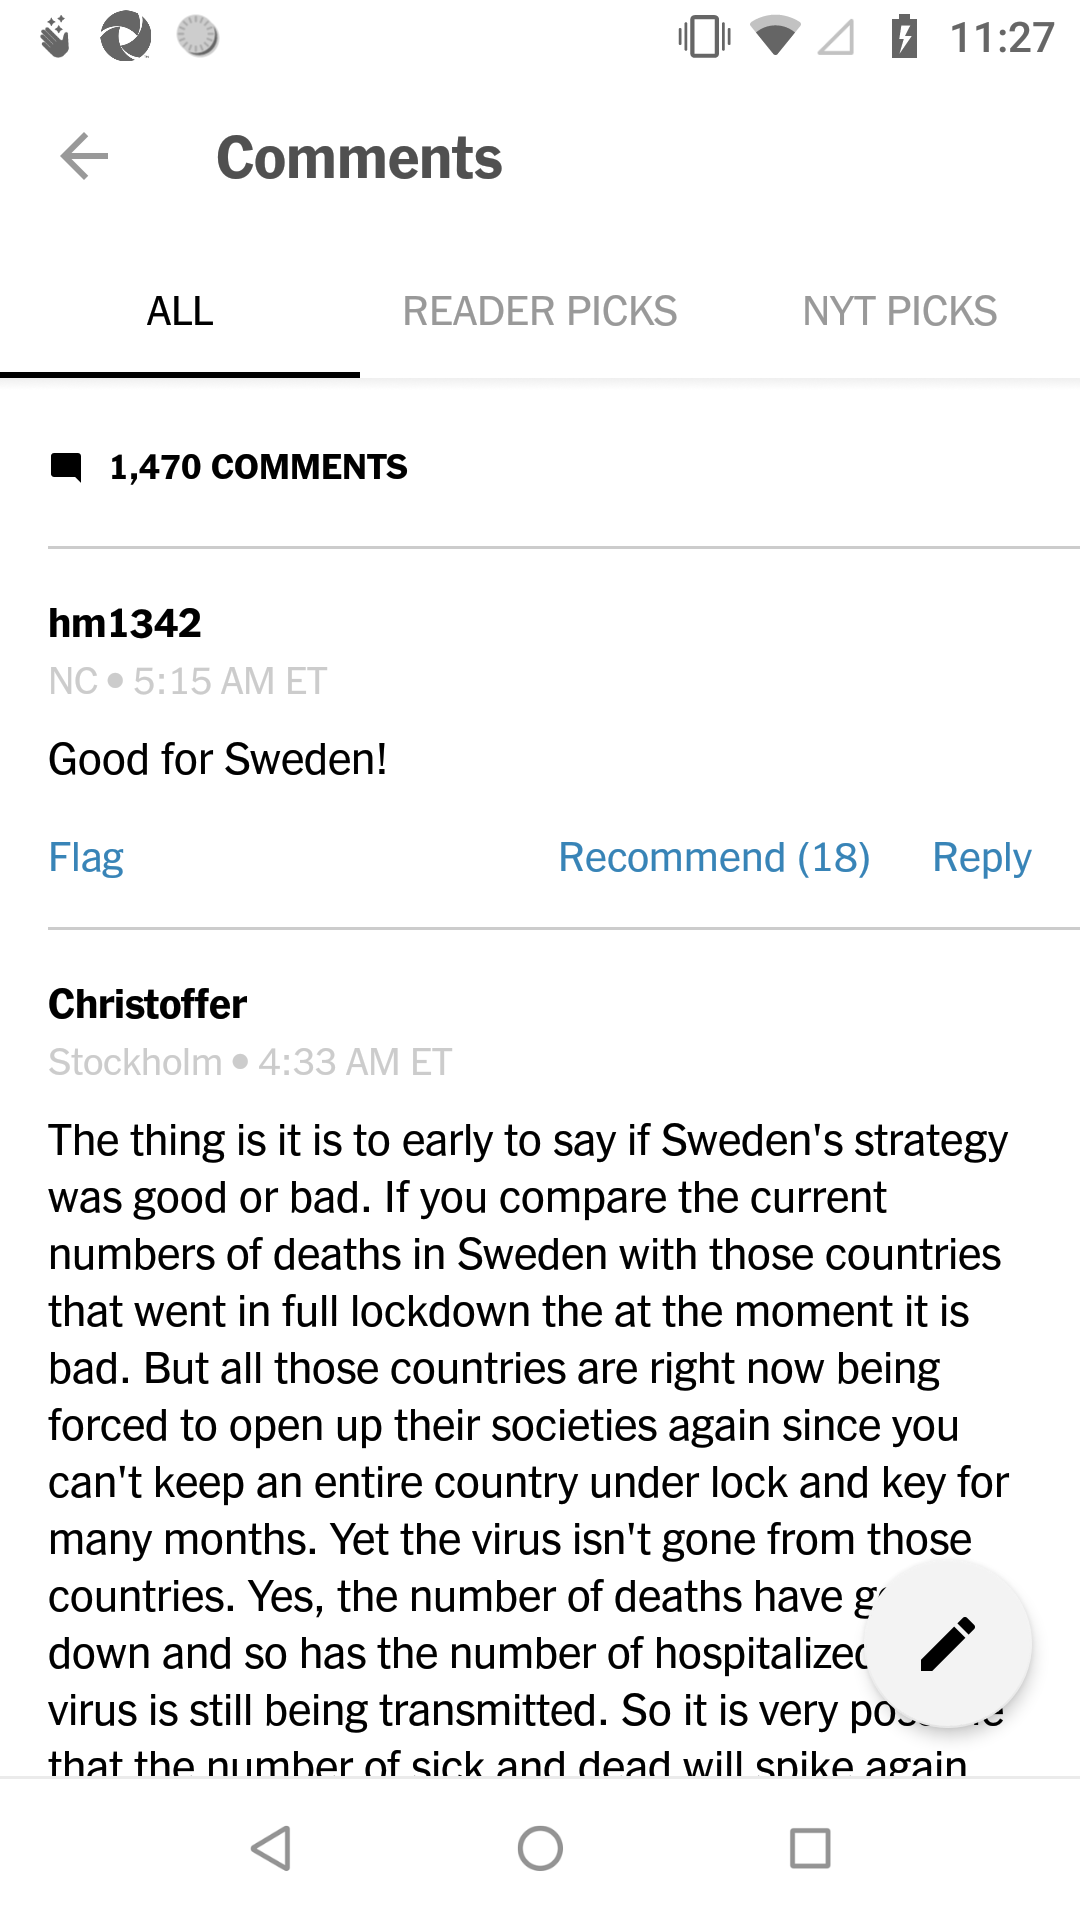 11:27
Comments
ALL READER PICKS NYT PICKS
1,470 COMMENTS
hm1342
NC • 5:15 AM ET
Good for Sweden!
Flag Recommend (18) Reply
Christoffer
Stockholm • 4:33 AM ET
The thing is it is to early to say if Sweden's strategy
was good or bad. If you compare the current
numbers of deaths in Sweden with those countries
that went in full lockdown the at the moment it is
bad. But all those countries are right now being
forced to open up their societies again since you
can't keep an entire country under lock and key for
many months. Yet the virus isn't gone from those
countries. Yes, the number of deaths have
down and so has the number of hospitalized
virus is still being transmitted. So it is very
that the number of sick and dead will spike again